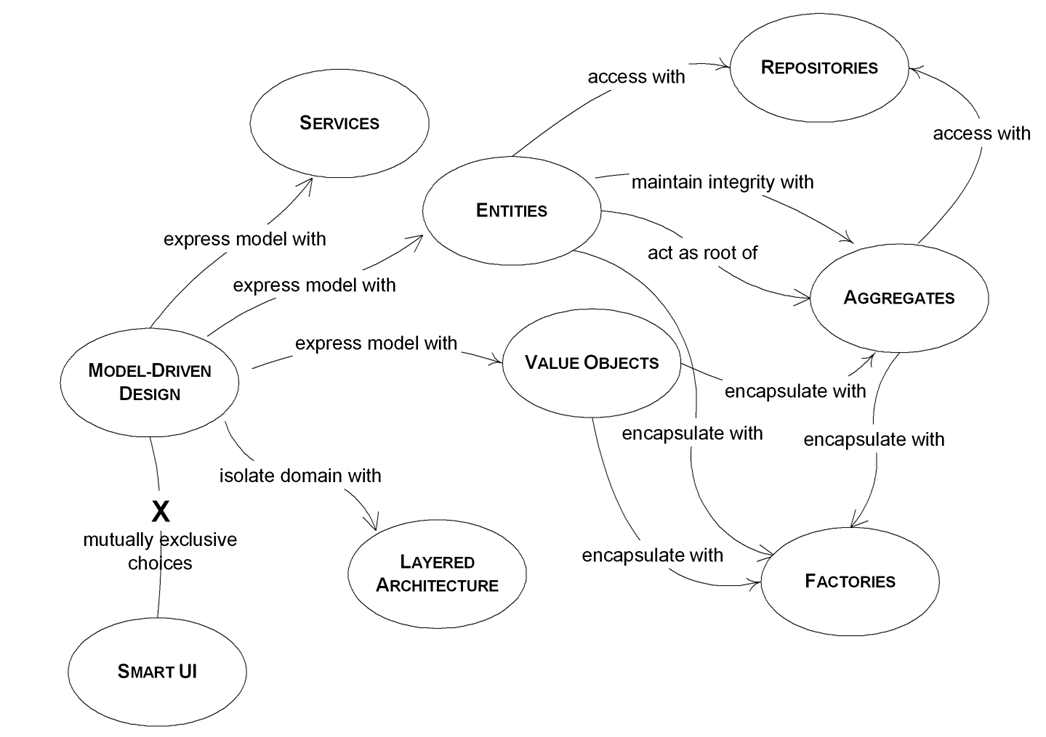 REPOSITORIES
access with
SERVICES
access with
maintain integrity with
ENTITIES
express model with
act as root of
express model with
AGGREGATES
express model with
VALUE OBJECTS
MODEL-DRIVEN
DESIGN
encapsulate with
encapsulate with
encapsulate with
isolate domain with
X
mutually exclusive
choices
encapsulate with
LAYERED
ARCHITECTURE
FACTORIES
SMART UI